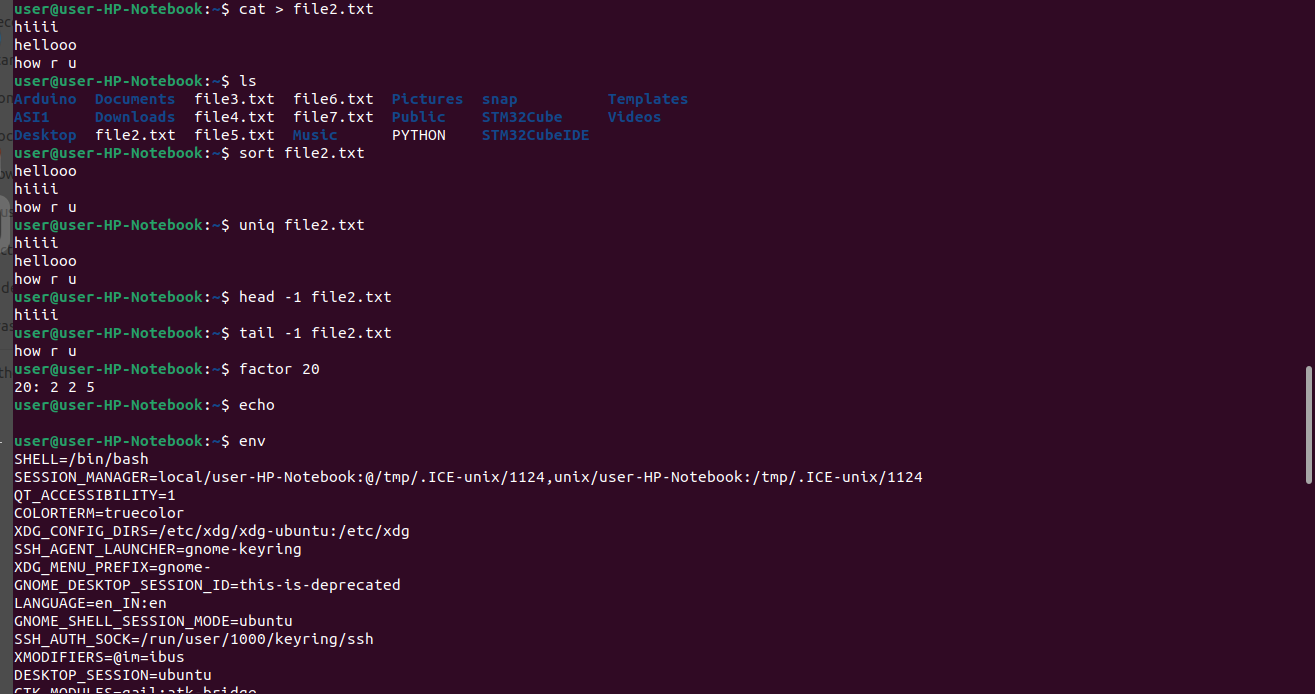 user@user-HP-Notebook:~$ cat > file2.txt
hiiii
hellooo
how r u
user@user-HP-Notebook:~$ ls
Arduino  Documents  file3.txt  file6.txt  Pictures  snap          Templates
ASI1     Downloads  file4.txt  file7.txt  Public    STM32Cube     Videos
Desktop  file2.txt  file5.txt  Music      PYTHON    STM32CubeIDE
user@user-HP-Notebook:~$ sort file2.txt
hellooo
hiiii
how r u
user@user-HP-Notebook:~$ uniq file2.txt
hiiii
hellooo
how r u
user@user-HP-Notebook:~$ head -1 file2.txt
hiiii
user@user-HP-Notebook:~$ tail -1 file2.txt
how r u
user@user-HP-Notebook:~$ factor 20
20: 2 2 5
user@user-HP-Notebook:~$ echo

user@user-HP-Notebook:~$ env
SHELL=/bin/bash
SESSION_MANAGER=local/user-HP-Notebook:@/tmp/.ICE-unix/1124,unix/user-HP-Notebook:/tmp/.ICE-unix/1124
QT_ACCESSIBILITY=1
COLORTERM=truecolor
XDG_CONFIG_DIRS=/etc/xdg/xdg-ubuntu:/etc/xdg
SSH_AGENT_LAUNCHER=gnome-keyring
XDG_MENU_PREFIX=gnome-
GNOME_DESKTOP_SESSION_ID=this-is-deprecated
LANGUAGE=en_IN:en
GNOME_SHELL_SESSION_MODE=ubuntu
SSH_AUTH_SOCK=/run/user/1000/keyring/ssh
XMODIFIERS=@im=ibus
DESKTOP_SESSION=ubuntu
GTK_MODULES=gail:atk-bridge